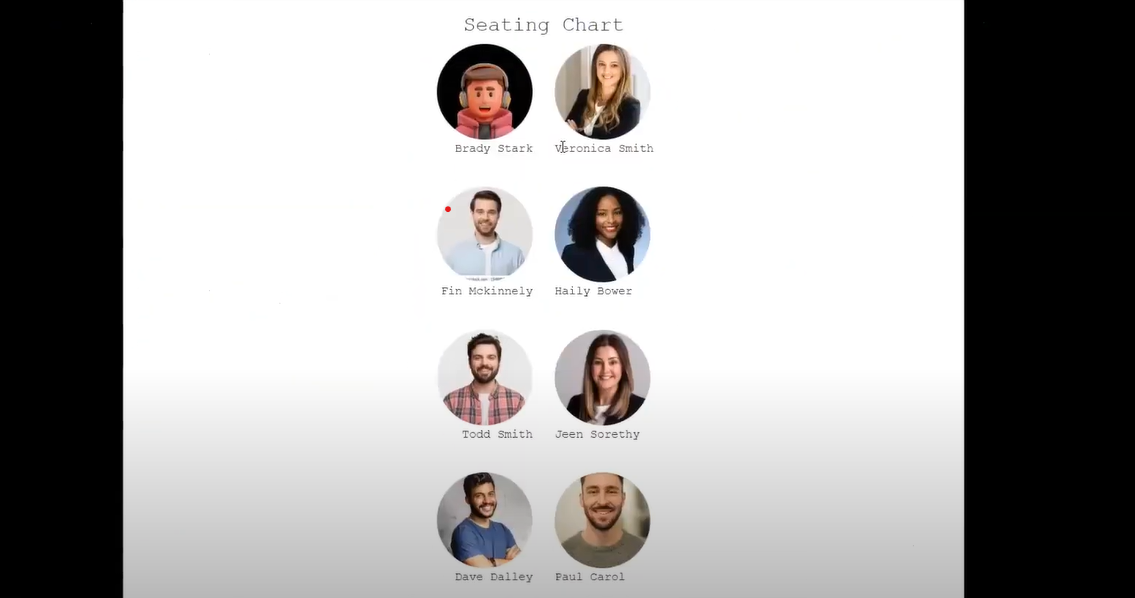 Seating Chart
Brady Stark Veronica Smith
Fin Mckinnely Haily Bower
Todd Smith Jeen Sorethy
Dave Dalley Paul Carol